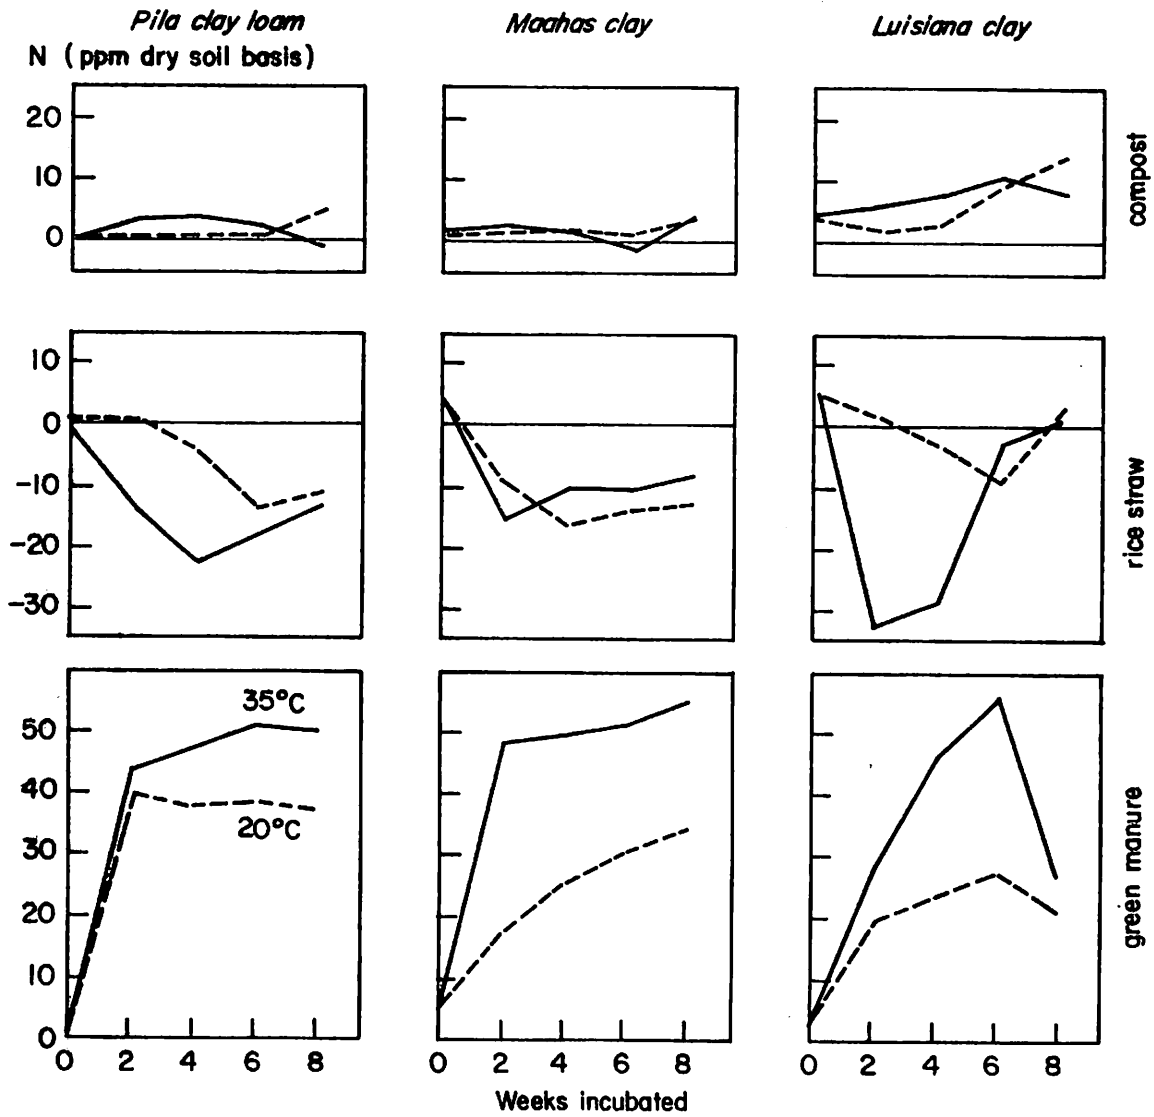 Pila clay loam
Maahas clay
Luisiana clay
N (ppm dry soil basis)
20
10
0
compost
10
0
-10
-20
-30
rice straw
35°C
20°C
50
40
30
20
10
0
green manure
0 2 4 6 8
0 2 4 6 8
0 2 4 6 8
Weeks incubated